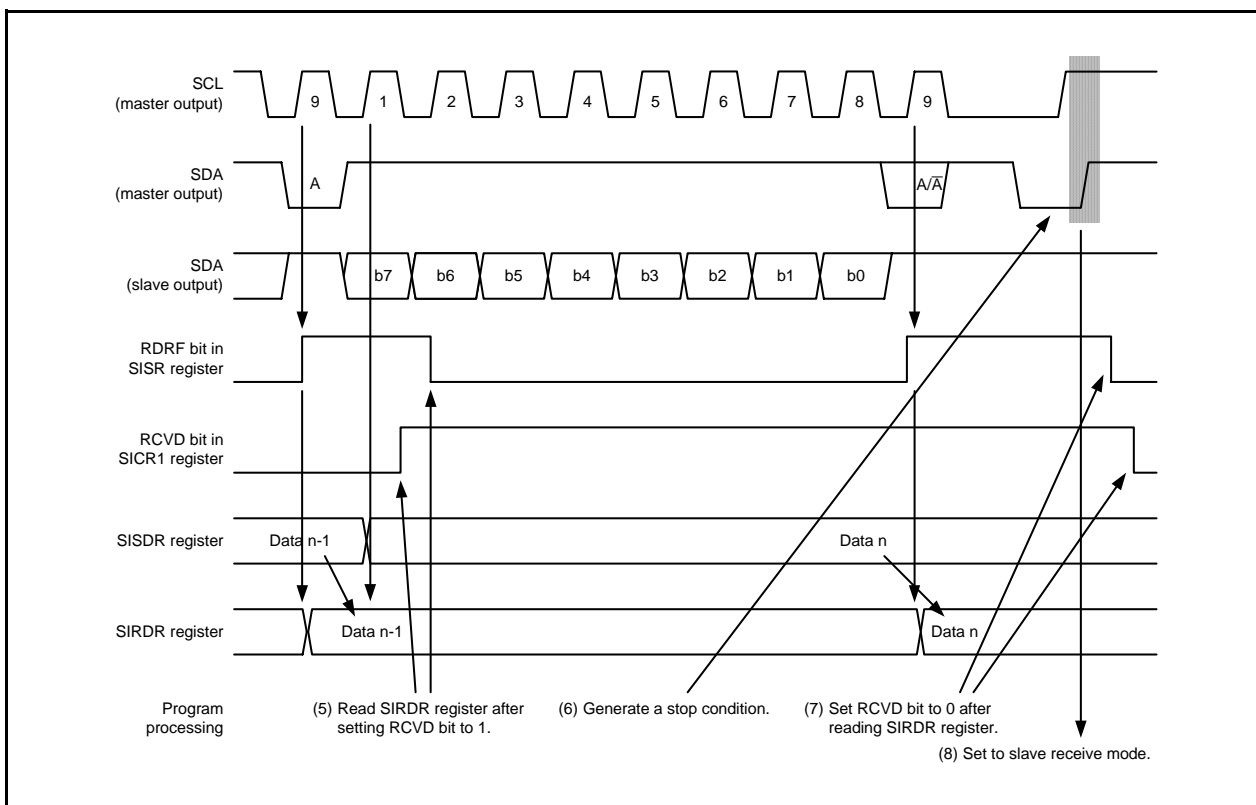 SCL
(master output)
9 1 2 3 4 5 6 7 8 9
SDA
(master output)
A A/A̅
SDA
(slave output)
b7 b6 b5 b4 b3 b2 b1 b0
RDRF bit in
SISR register
RCVD bit in
SICR1 register
SISDR register
Data n-1 Data n
SIRDR register
Data n-1 Data n
Program
processing
(5) Read SIRDR register after
setting RCVD bit to 1.
(6) Generate a stop condition.
(7) Set RCVD bit to 0 after
reading SIRDR register.
(8) Set to slave receive mode.